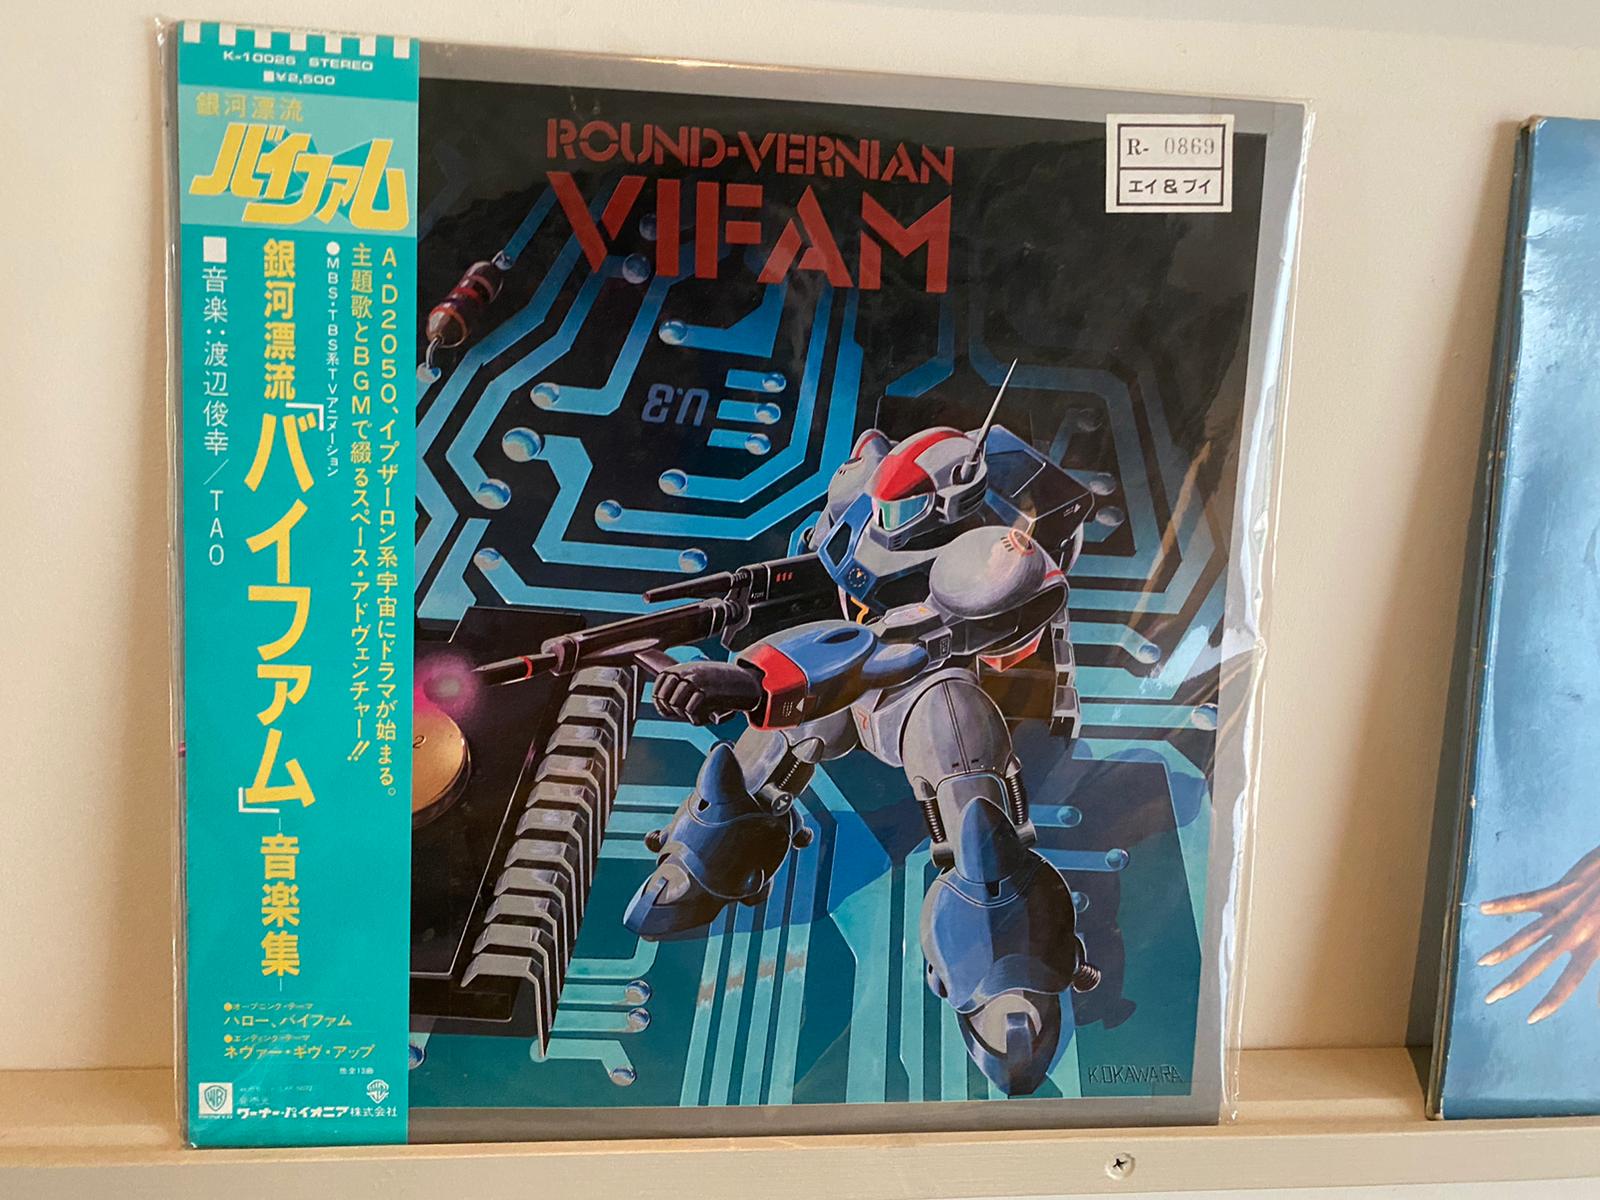 K-10026 STEREO
■¥2,500
銀河漂流
バイファム
A・D2050、イプザーロン系宇宙にドラマが始まる。
主題歌とBGMで綴るスペース・アドヴェンチャー!!
●MBS・TBS系TVアニメーション
銀河漂流『バイファム』—音楽集—
■音楽:渡辺俊幸/TAO
●オープニング・テーマ
ハロー、バイファム
●エンディング・テーマ
ネヴァー・ギヴ・アップ
他全13曲
ワーナー・パイオニア株式会社
ROUND-VERNIAN
VIFAM
R- 0869
エイ&ブイ
U.3
2
K.OKAWARA